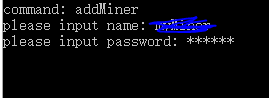 command: addMiner
please input name:
please input password: ******